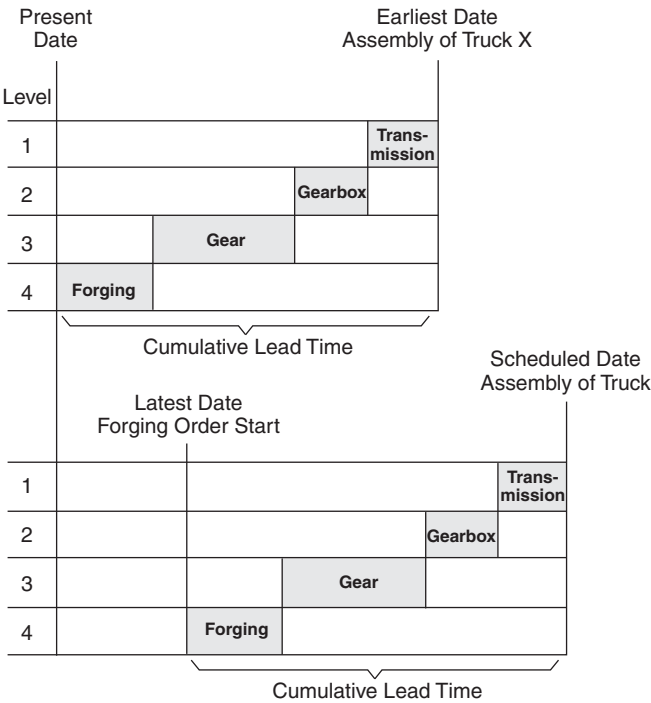 Present
Date
Earliest Date
Assembly of Truck X
Level
1
Trans-
mission
2
Gearbox
3
Gear
4
Forging
Cumulative Lead Time
Scheduled Date
Assembly of Truck
Latest Date
Forging Order Start
1
Trans-
mission
2
Gearbox
3
Gear
4
Forging
Cumulative Lead Time